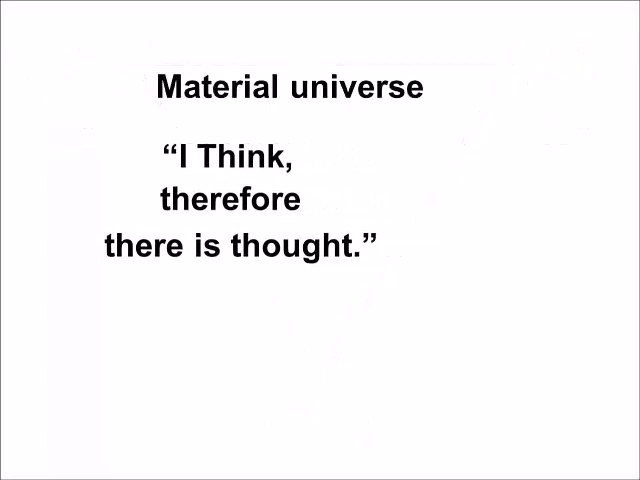 Material universe
“I Think,
therefore
there is thought.”